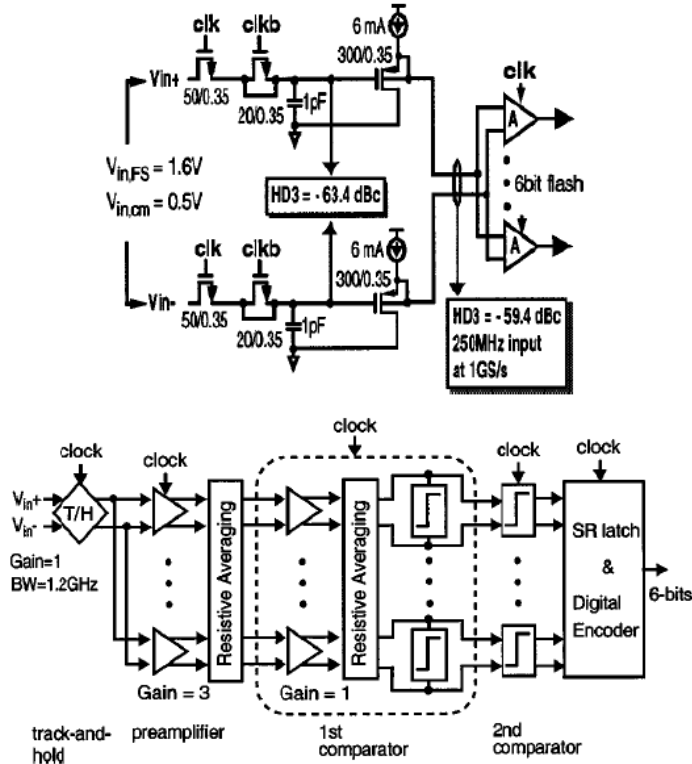 clk
clkb
6 mA
300/0.35
Vin+
50/0.35
20/0.35
1pF
clk
A
V in,FS = 1.6V
V in,cm = 0.5V
HD3 = - 63.4 dBc
6bit flash
clk
clkb
6 mA
300/0.35
A
Vin-
50/0.35
20/0.35
1pF
HD3 = - 59.4 dBc
250MHz input
at 1GS/s
clock
clock
clock
clock
clock
Vin+
Vin-
T/H
Gain=1
BW=1.2GHz
Resistive Averaging
Resistive Averaging
SR latch
&
Digital
Encoder
6-bits
Gain = 3
Gain = 1
track-and-
hold
preamplifier
1st
comparator
2nd
comparator